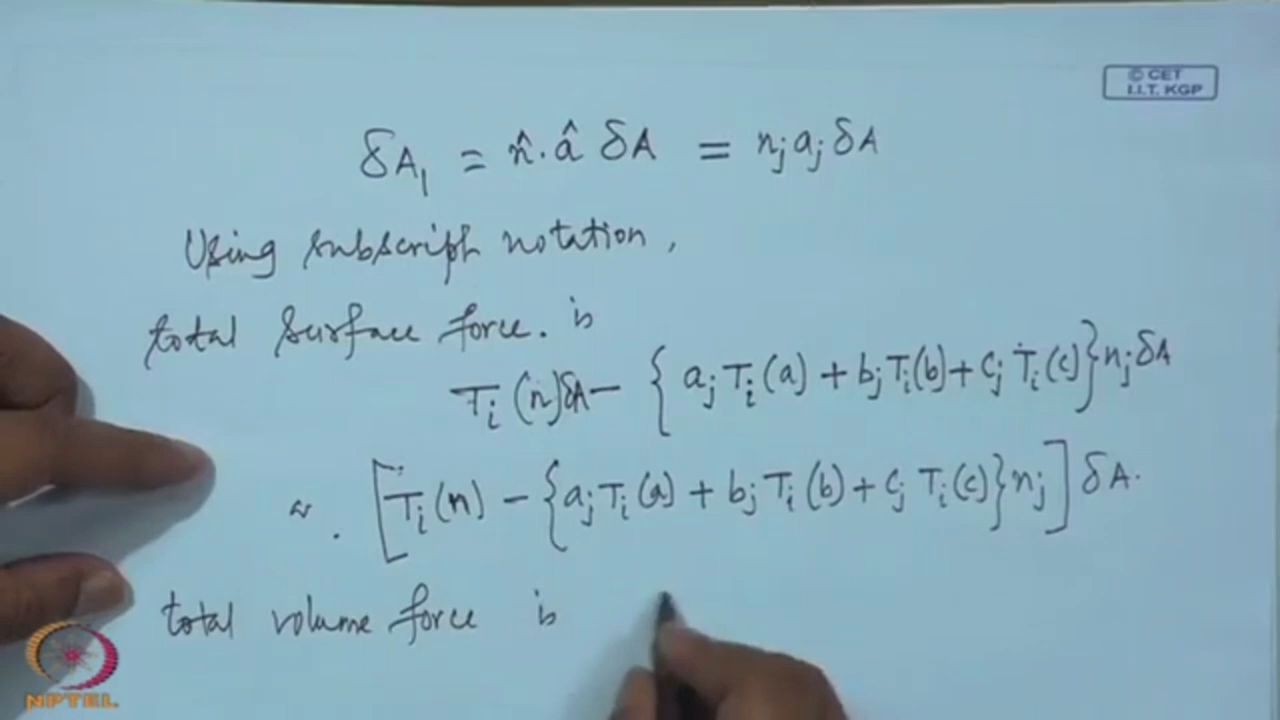 © CET
I.I.T. KGP
δA₁ = n̂.â δA = nⱼaⱼδA
Using subscript notation,
total surface force. is
Tᵢ(n)δA - {aⱼTᵢ(a) + bⱼTᵢ(b) + cⱼTᵢ(c)}nⱼδA
[Tᵢ(n) - {aⱼTᵢ(a) + bⱼTᵢ(b) + cⱼTᵢ(c)}nⱼ]δA.
total volume force is
NPTEL